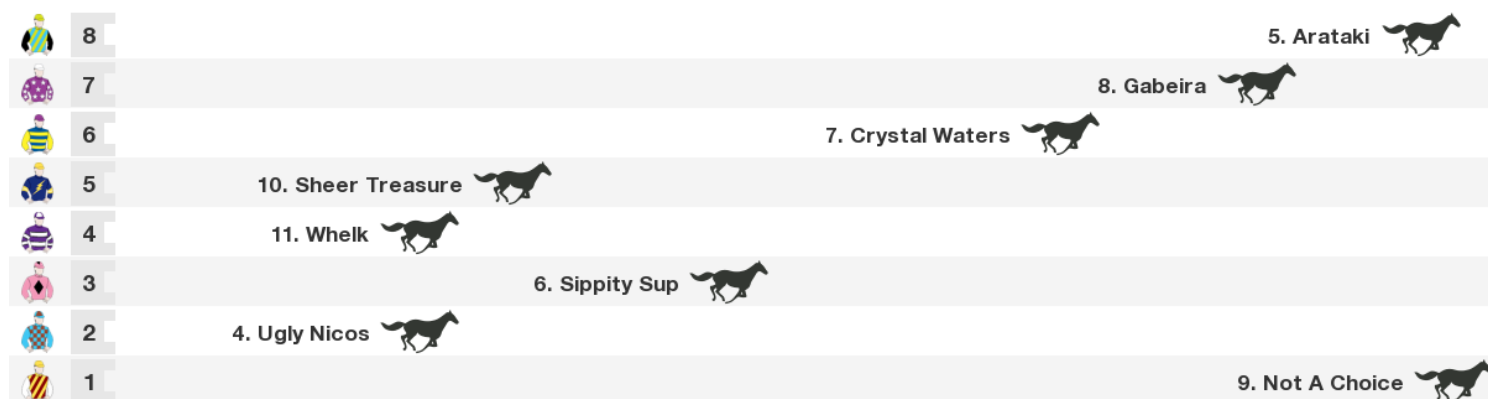 8 5. Arataki
7 8. Gabeira
6 7. Crystal Waters
5 10. Sheer Treasure
4 11. Whelk
3 6. Sippity Sup
2 4. Ugly Nicos
1 9. Not A Choice